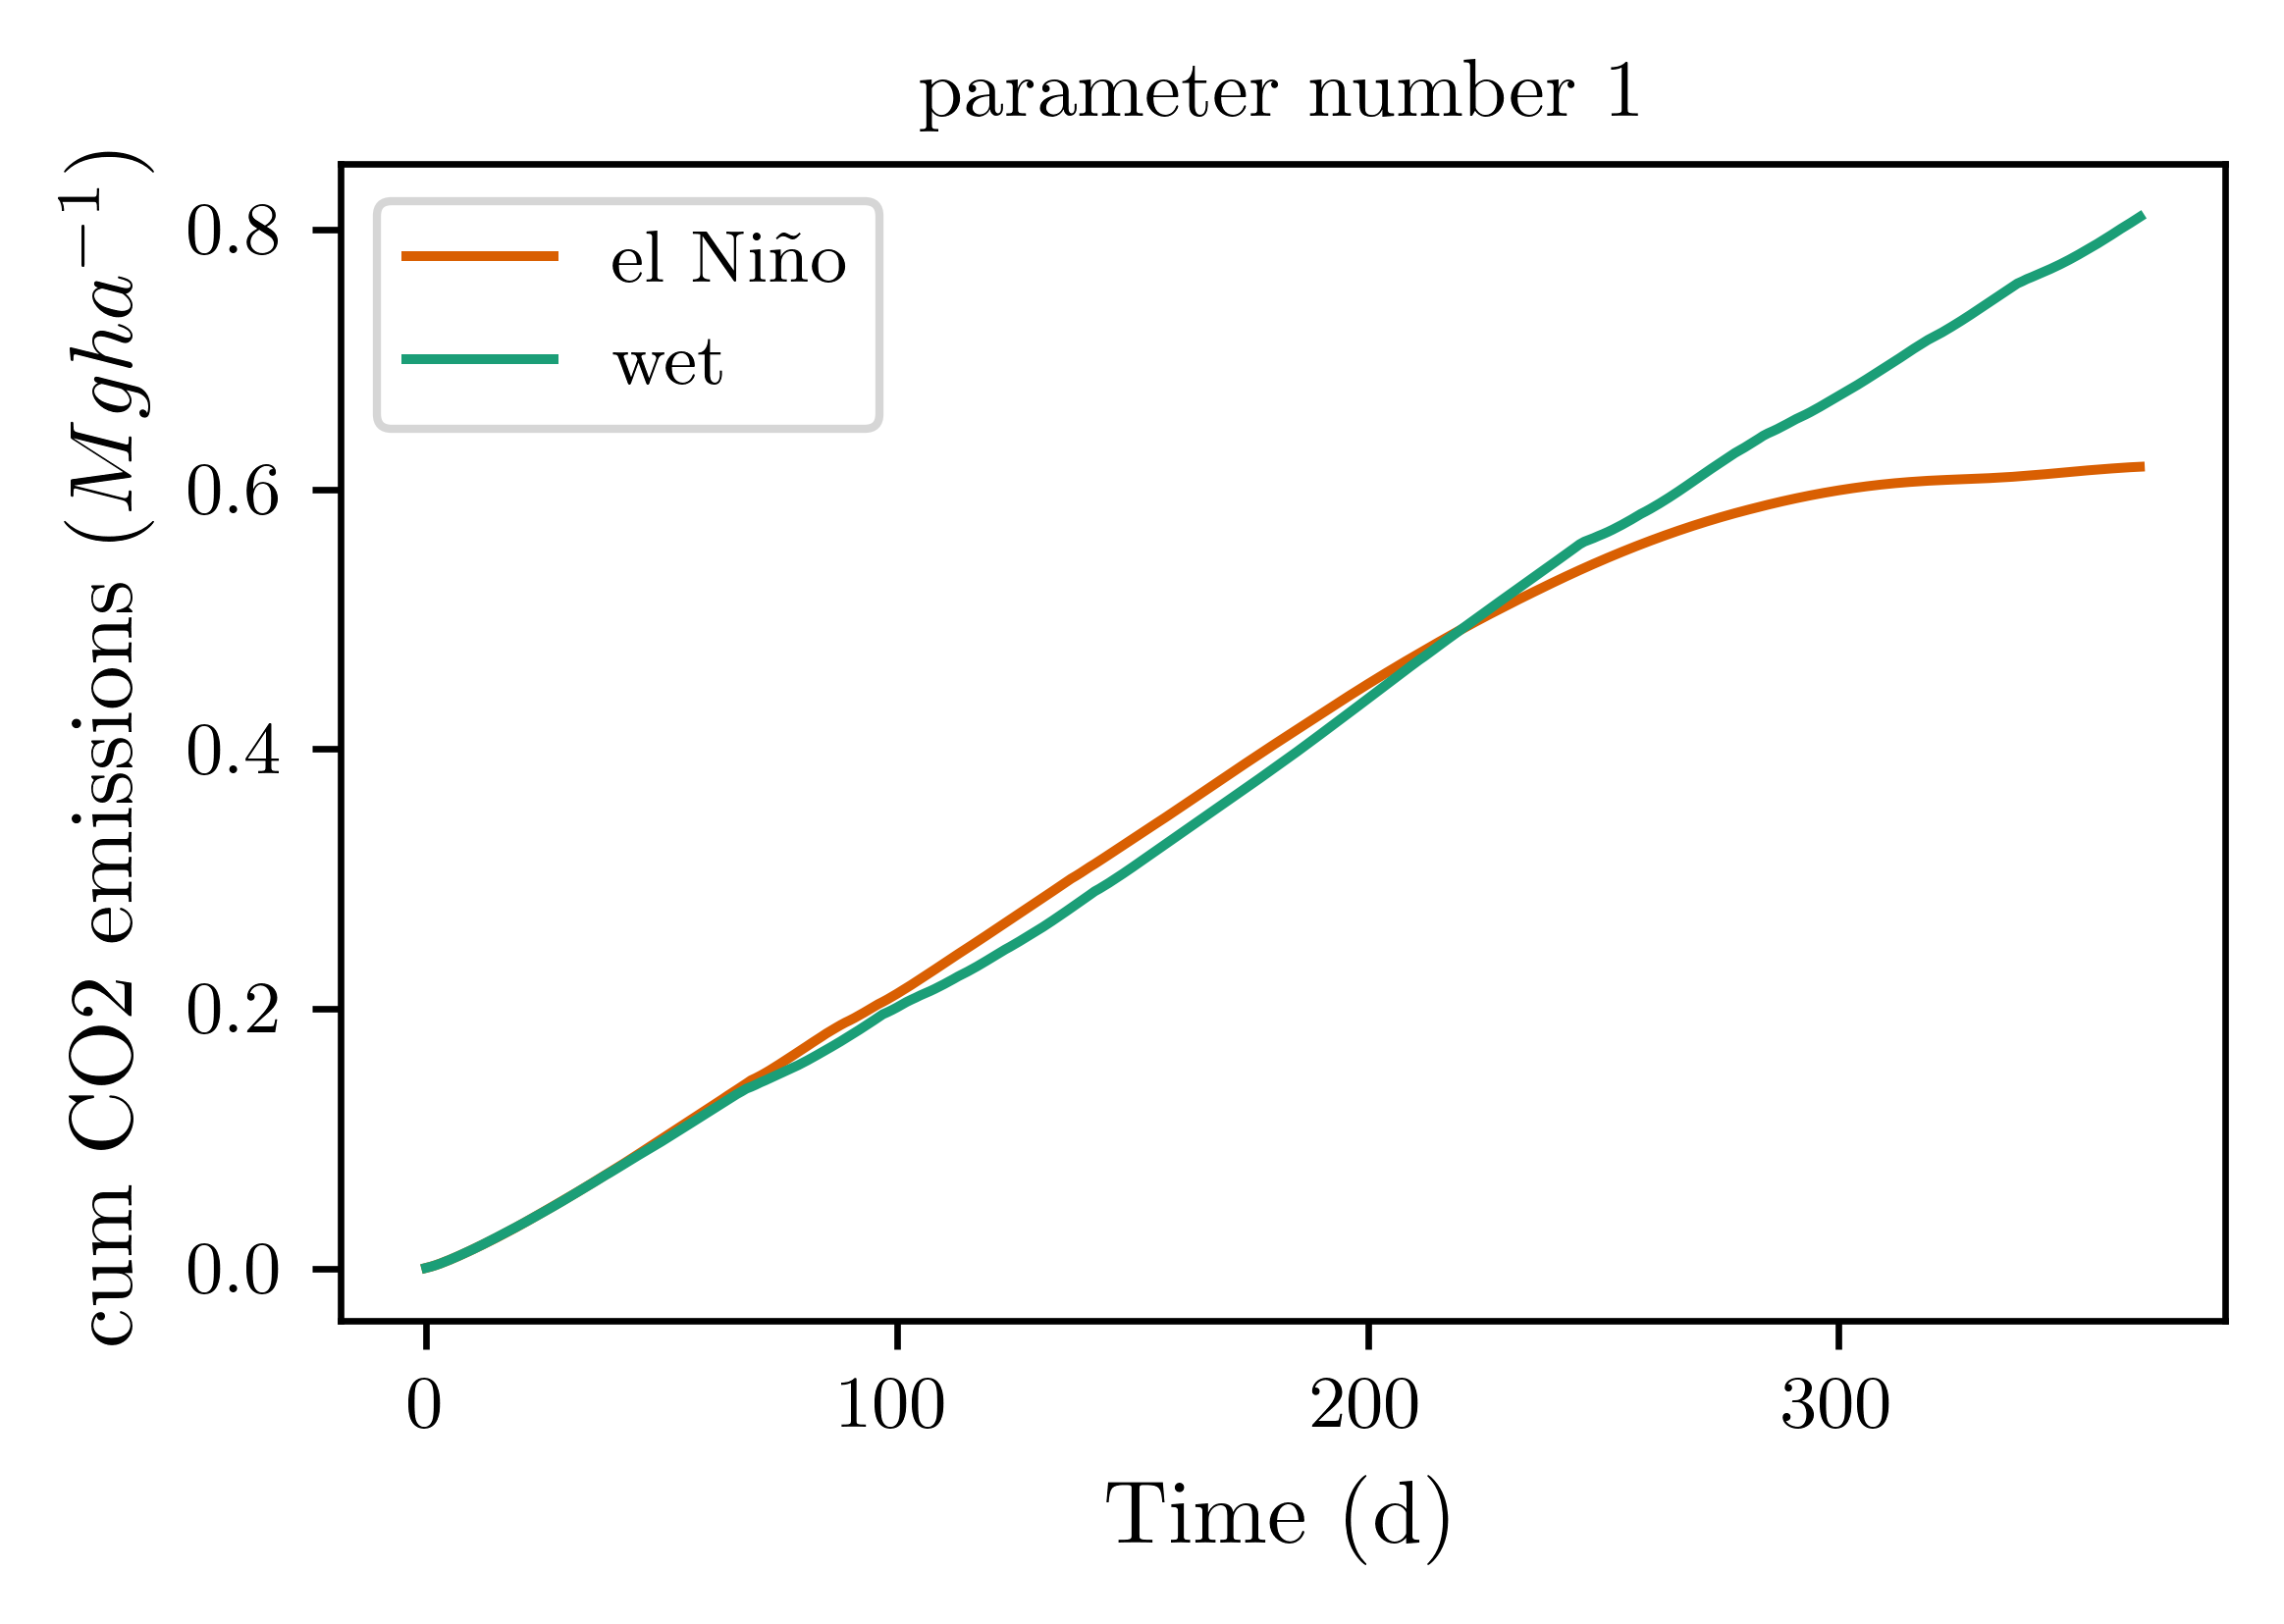 parameter number 1
cum CO2 emissions (Mgha⁻¹)
0.8
0.6
0.4
0.2
0.0
el Niño
wet
0 100 200 300
Time (d)